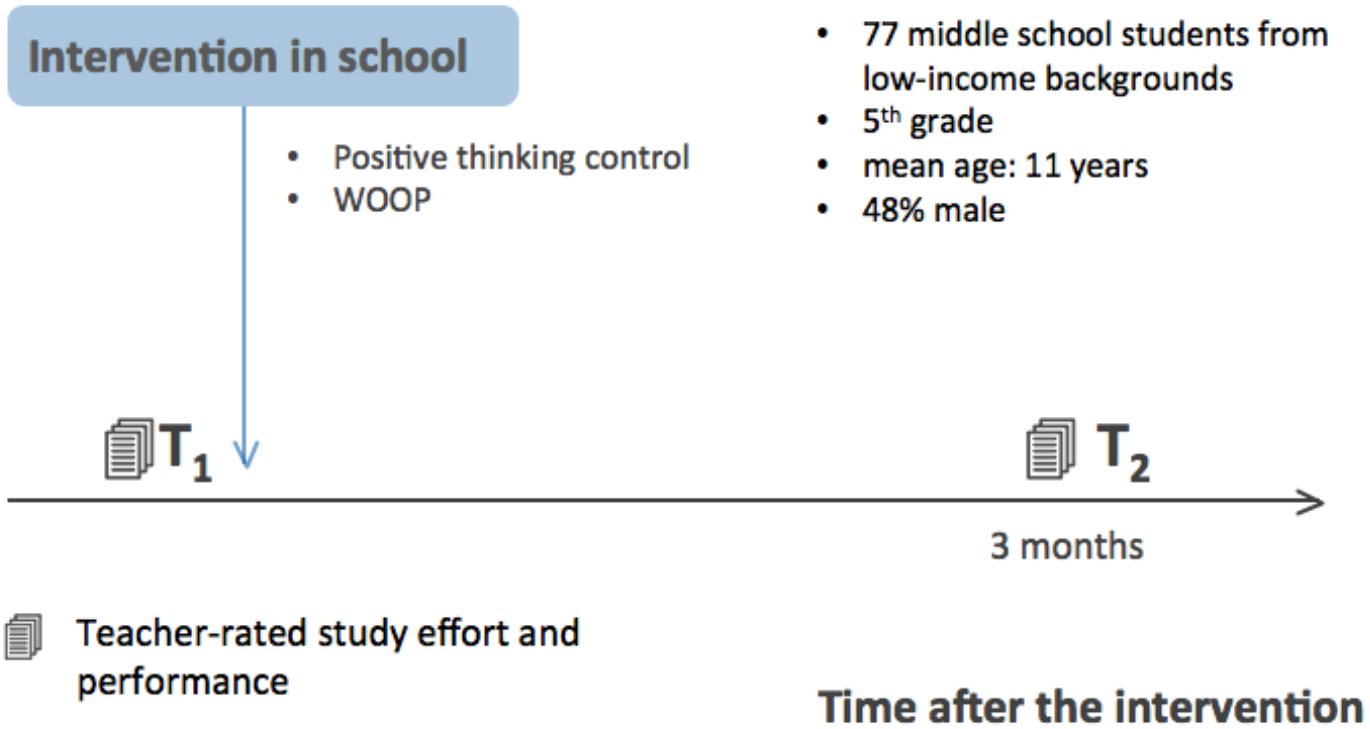 Intervention in school
• Positive thinking control
• WOOP
• 77 middle school students from
low-income backgrounds
• 5th grade
• mean age: 11 years
• 48% male
T1
T2
3 months
Teacher-rated study effort and
performance
Time after the intervention